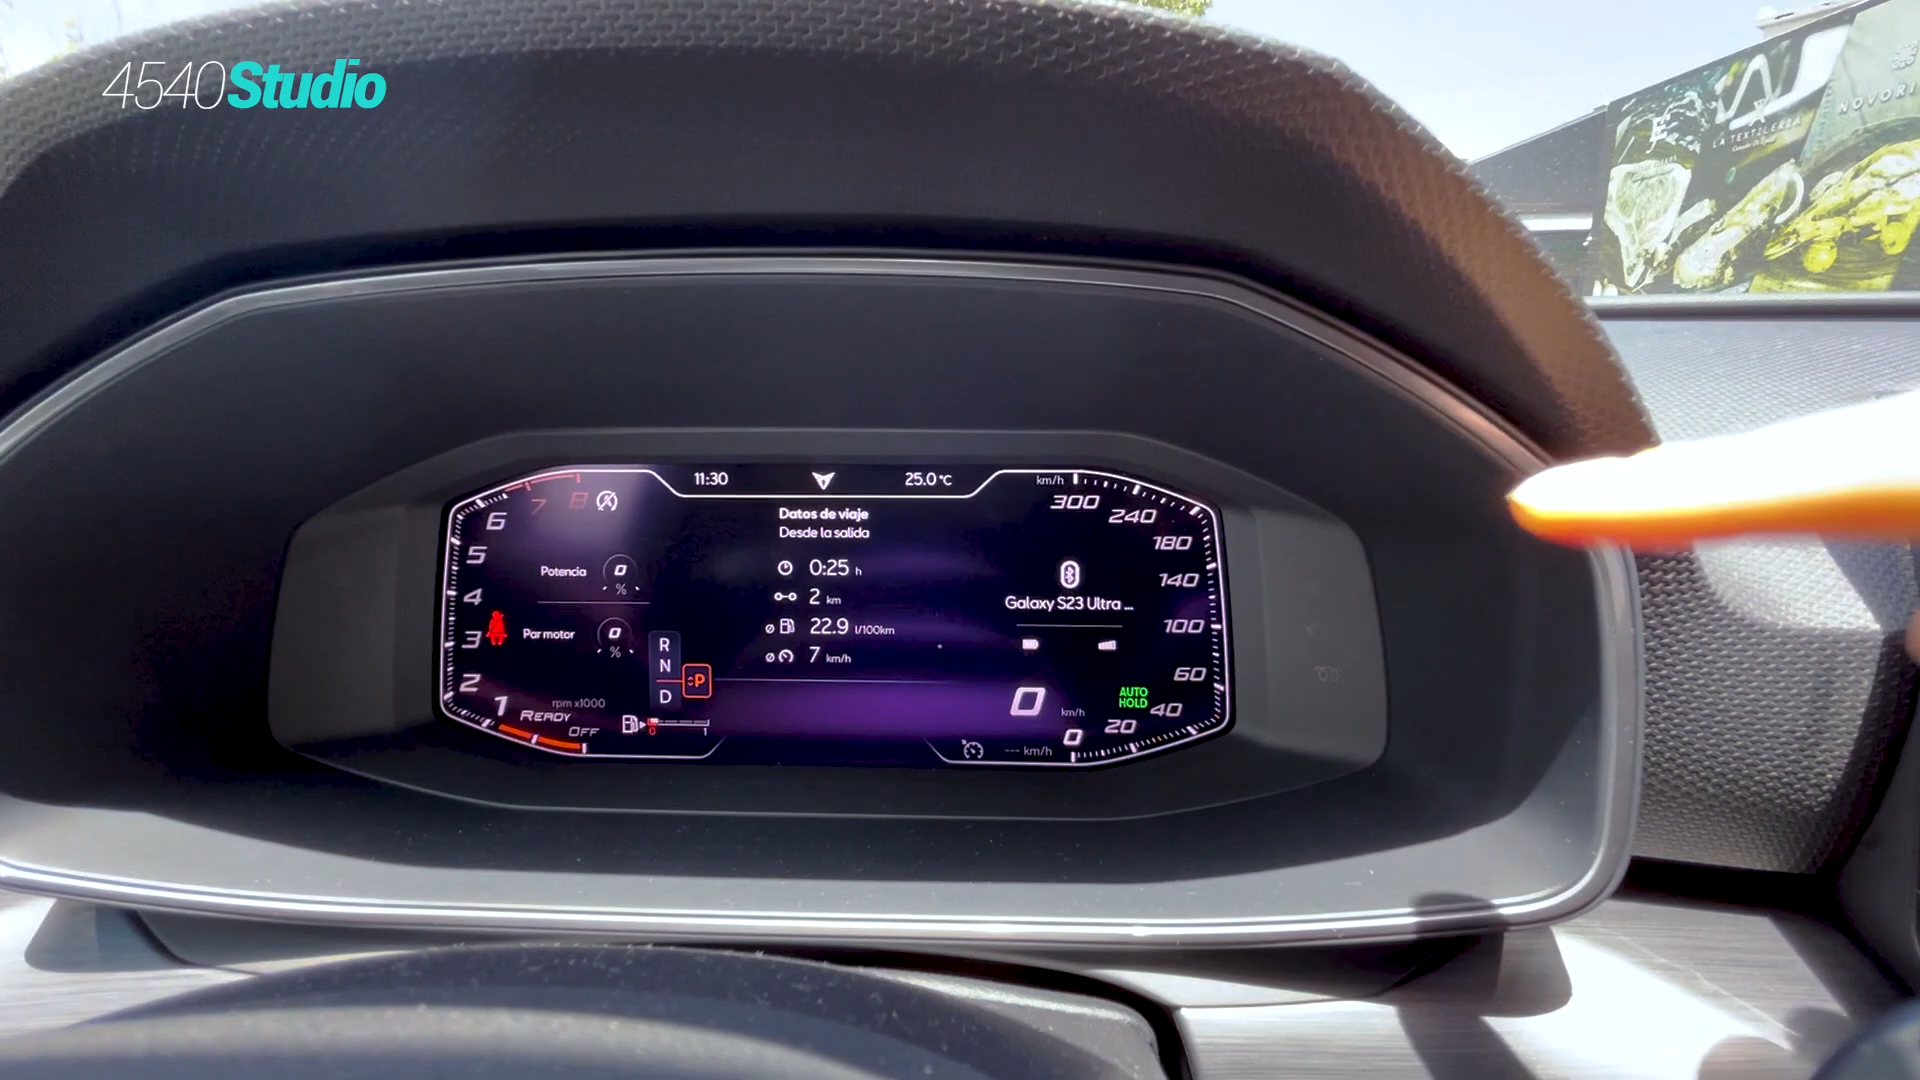 4540Studio
NOVORI
LA TEXTILERIA
11:30
25.0 °C
km/h
Datos de viaje
Desde la salida
0:25 h
2 km
ø 22.9 l/100km
ø 7 km/h
Potencia 0 %
Par motor 0 %
8
7
6
5
4
3
2
1
rpm x1000
READY
OFF
R
N
D
P
0 1
Galaxy S23 Ultra ...
300
240
180
140
100
60
40
20
0
0 km/h
AUTO
HOLD
--- km/h